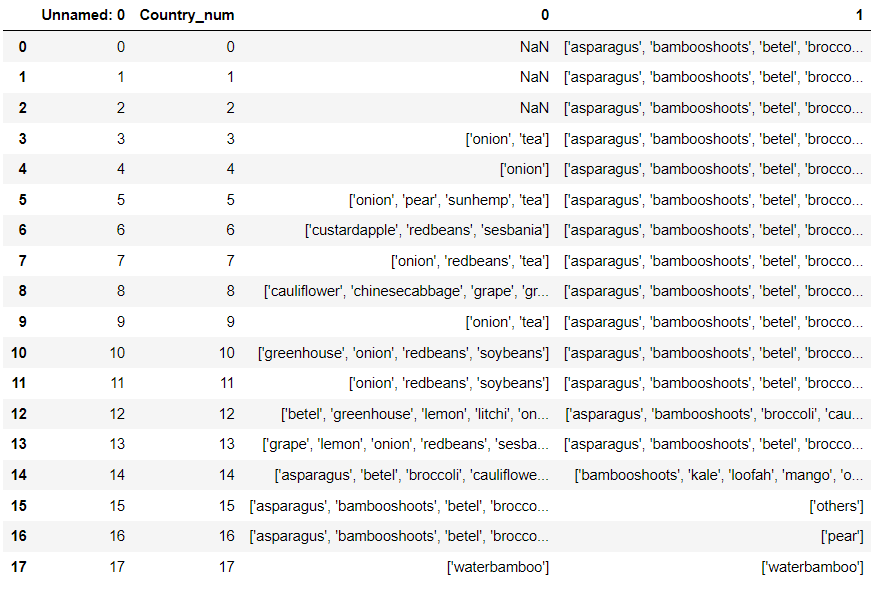 Unnamed: 0 Country_num 0 1
0 0 0 NaN ['asparagus', 'bambooshoots', 'betel', 'brocco...
1 1 1 NaN ['asparagus', 'bambooshoots', 'betel', 'brocco...
2 2 2 NaN ['asparagus', 'bambooshoots', 'betel', 'brocco...
3 3 3 ['onion', 'tea'] ['asparagus', 'bambooshoots', 'betel', 'brocco...
4 4 4 ['onion'] ['asparagus', 'bambooshoots', 'betel', 'brocco...
5 5 5 ['onion', 'pear', 'sunhemp', 'tea'] ['asparagus', 'bambooshoots', 'betel', 'brocco...
6 6 6 ['custardapple', 'redbeans', 'sesbania'] ['asparagus', 'bambooshoots', 'betel', 'brocco...
7 7 7 ['onion', 'redbeans', 'tea'] ['asparagus', 'bambooshoots', 'betel', 'brocco...
8 8 8 ['cauliflower', 'chinesecabbage', 'grape', 'gr... ['asparagus', 'bambooshoots', 'betel', 'brocco...
9 9 9 ['onion', 'tea'] ['asparagus', 'bambooshoots', 'betel', 'brocco...
10 10 10 ['greenhouse', 'onion', 'redbeans', 'soybeans'] ['asparagus', 'bambooshoots', 'betel', 'brocco...
11 11 11 ['onion', 'redbeans', 'soybeans'] ['asparagus', 'bambooshoots', 'betel', 'brocco...
12 12 12 ['betel', 'greenhouse', 'lemon', 'litchi', 'on... ['asparagus', 'bambooshoots', 'broccoli', 'cau...
13 13 13 ['grape', 'lemon', 'onion', 'redbeans', 'sesba... ['asparagus', 'bambooshoots', 'betel', 'brocco...
14 14 14 ['asparagus', 'betel', 'broccoli', 'cauliflowe... ['bambooshoots', 'kale', 'loofah', 'mango', 'o...
15 15 15 ['asparagus', 'bambooshoots', 'betel', 'brocco... ['others']
16 16 16 ['asparagus', 'bambooshoots', 'betel', 'brocco... ['pear']
17 17 17 ['waterbamboo'] ['waterbamboo']